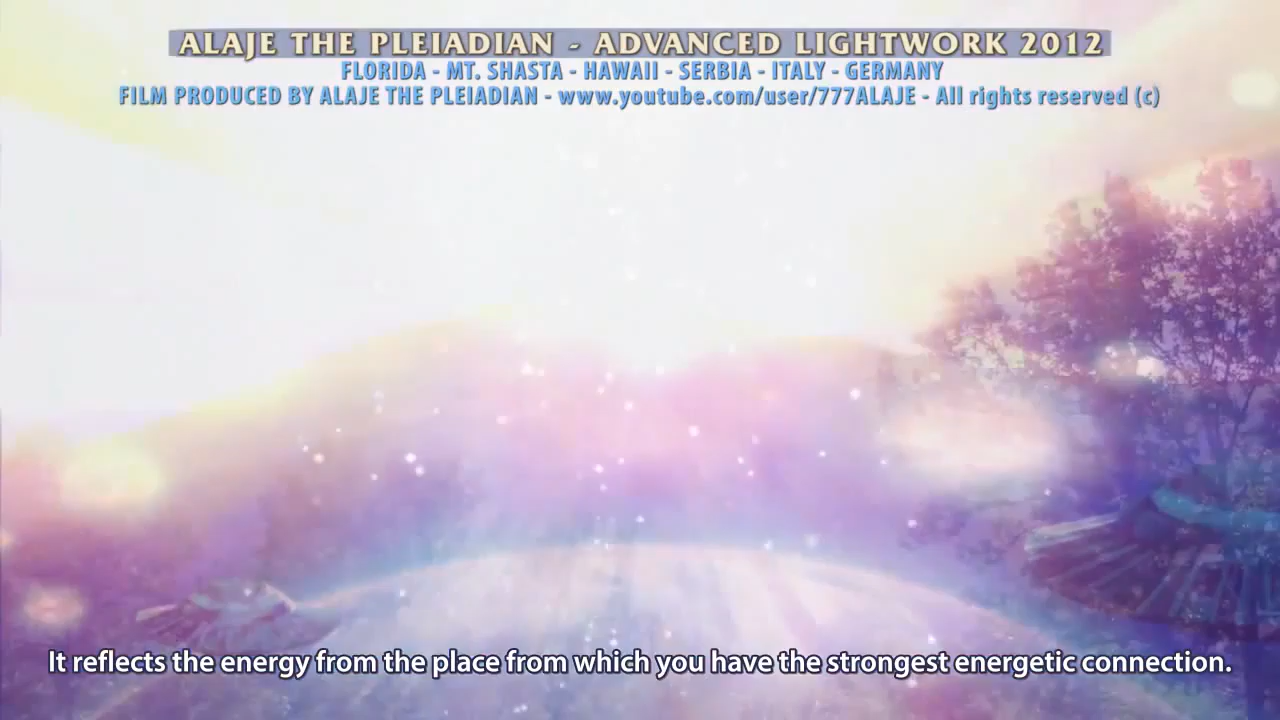 ALAJE THE PLEIADIAN - ADVANCED LIGHTWORK 2012
FLORIDA - MT. SHASTA - HAWAII - SERBIA - ITALY - GERMANY
FILM PRODUCED BY ALAJE THE PLEIADIAN - www.youtube.com/user/777ALAJE - All rights reserved (c)
It reflects the energy from the place from which you have the strongest energetic connection.